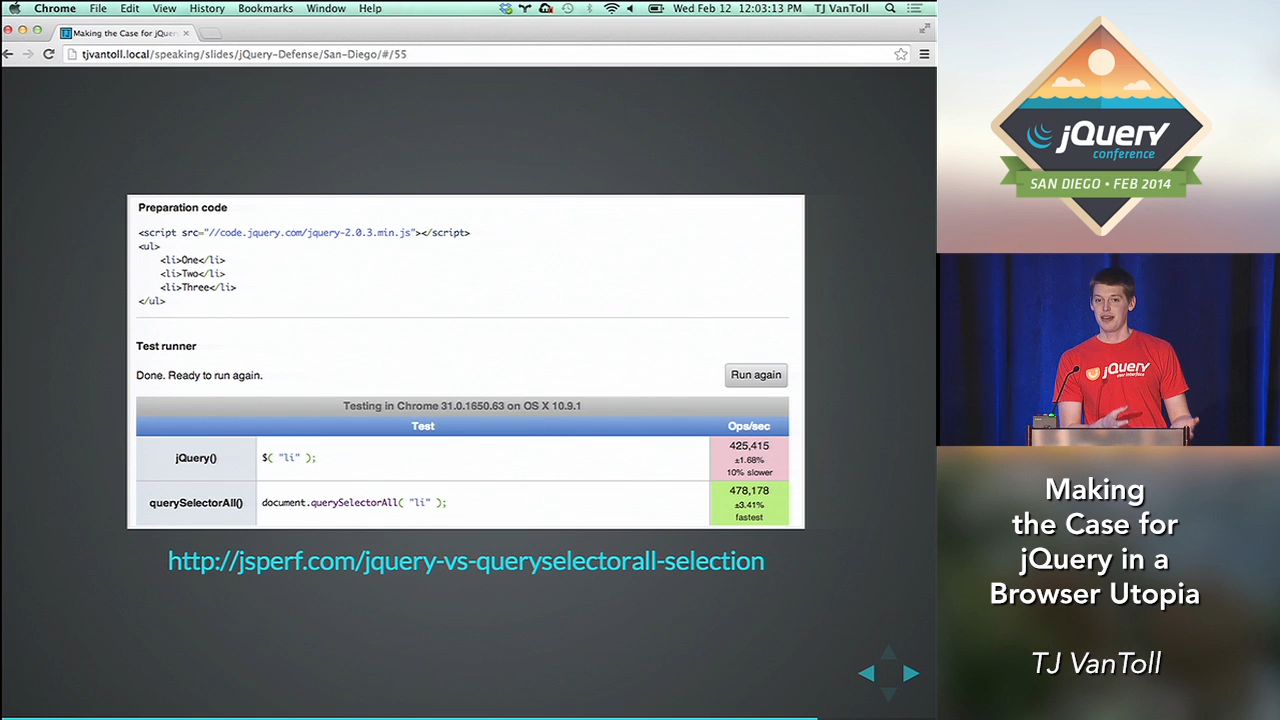 Chrome File Edit View History Bookmarks Window Help Wed Feb 12 12:03:13 PM TJ VanToll
Making the Case for jQuer
tjvantoll.local/speaking/slides/jQuery-Defense/San-Diego/#/55
Preparation code
<script src="//code.jquery.com/jquery-2.0.3.min.js"></script>
<ul>
<li>One</li>
<li>Two</li>
<li>Three</li>
</ul>
Test runner
Done. Ready to run again.
Run again
Testing in Chrome 31.0.1650.63 on OS X 10.9.1
Test Ops/sec
jQuery() $( "li" ); 425,415
±1.68%
10% slower
querySelectorAll() document.querySelectorAll( "li" ); 478,178
±3.41%
fastest
http://jsperf.com/jquery-vs-queryselectorall-selection
jQuery
conference
SAN DIEGO • FEB 2014
jQuery
user interface
Making
the Case for
jQuery in a
Browser Utopia
TJ VanToll